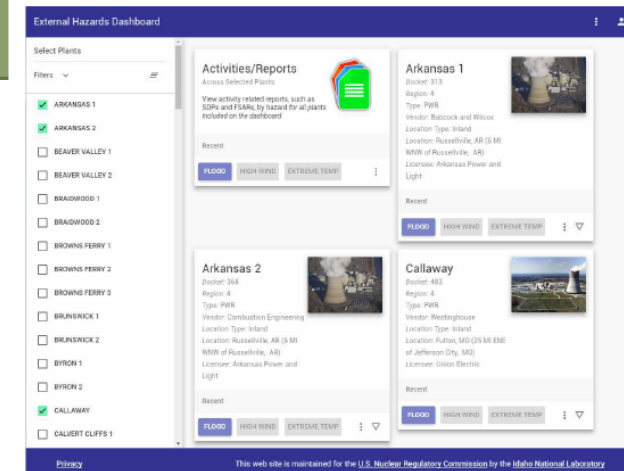 External Hazards Dashboard
Select Plants
Filters
ARKANSAS 1
ARKANSAS 2
BEAVER VALLEY 1
BEAVER VALLEY 2
BRAIDWOOD 1
BRAIDWOOD 2
BROWNS FERRY 1
BROWNS FERRY 2
BROWNS FERRY 3
BRUNSWICK 1
BRUNSWICK 2
BYRON 1
BYRON 2
CALLAWAY
CALVERT CLIFFS 1
Activities/Reports
Across Selected Plants
View activity related reports, such as
SDPs and FSARs, by hazard for all plants
included on the dashboard
Recent
FLOOD HIGH WIND EXTREME TEMP
Arkansas 1
Docket: 313
Region: 4
Type: PWR
Vendor: Babcock and Wilcox
Location Type: Inland
Location: Russellville, AR (6 MI
WNW of Russellville, AR)
Licensee: Arkansas Power and
Light
Recent
FLOOD HIGH WIND EXTREME TEMP
Arkansas 2
Docket: 368
Region: 4
Type: PWR
Vendor: Combustion Engineering
Location Type: Inland
Location: Russellville, AR (6 MI
WNW of Russellville, AR)
Licensee: Arkansas Power and
Light
Recent
FLOOD HIGH WIND EXTREME TEMP
Callaway
Docket: 483
Region: 4
Type: PWR
Vendor: Westinghouse
Location Type: Inland
Location: Fulton, MO (25 MI ENE
of Jefferson City, MO)
Licensee: Union Electric
Recent
FLOOD HIGH WIND EXTREME TEMP
Privacy
This web site is maintained for the U.S. Nuclear Regulatory Commission by the Idaho National Laboratory